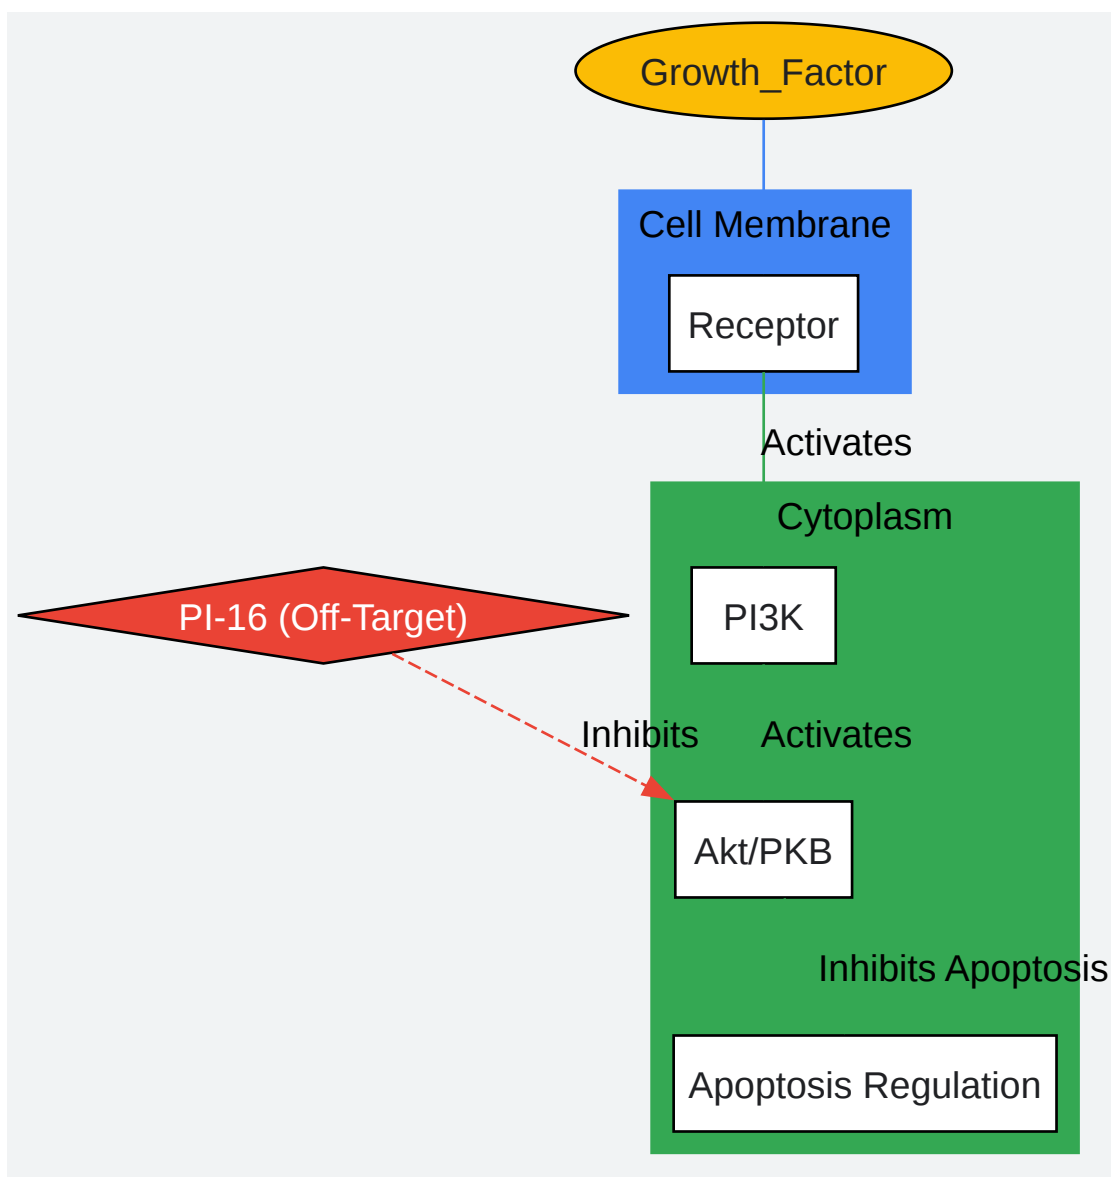 Growth_Factor
Cell Membrane
Receptor
Activates
Cytoplasm
PI-16 (Off-Target)
PI3K
Inhibits
Activates
Akt/PKB
Inhibits Apoptosis
Apoptosis Regulation